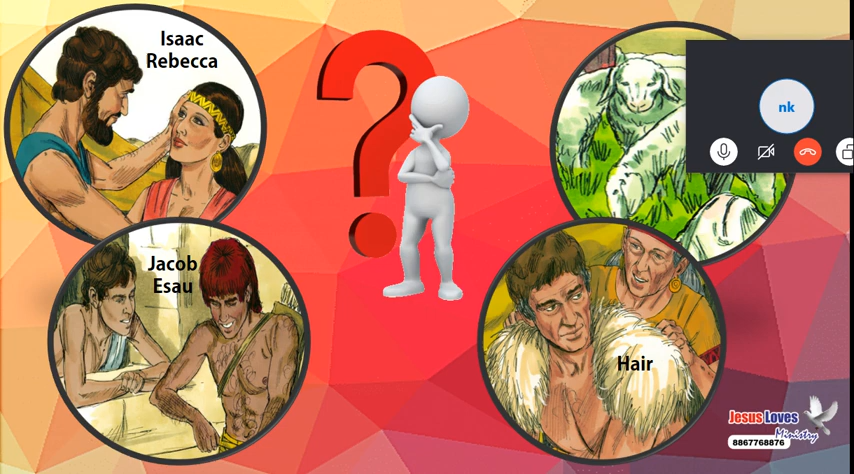 Isaac
Rebecca
nk
Jacob
Esau
Hair
Jesus Loves
Ministry
8867768876